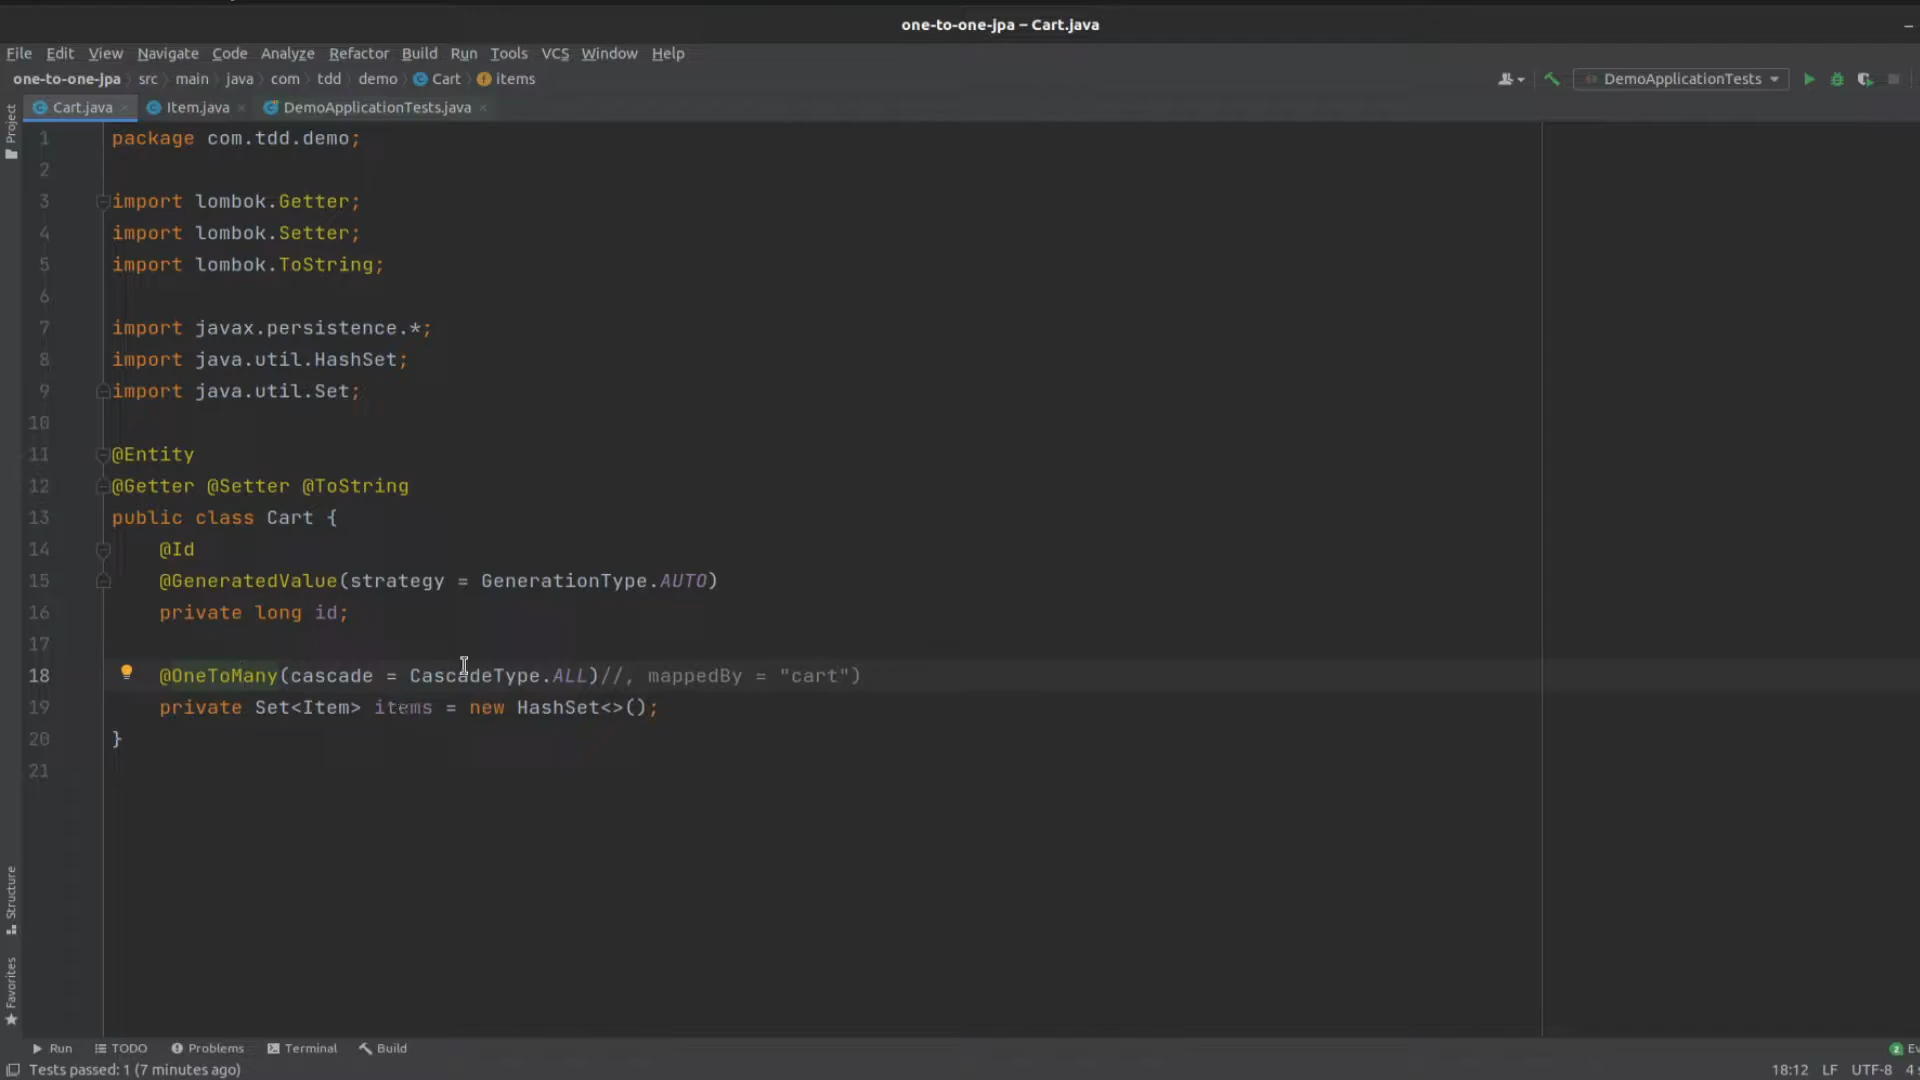 one-to-one-jpa – Cart.java
File Edit View Navigate Code Analyze Refactor Build Run Tools VCS Window Help
one-to-one-jpa src main java com tdd demo Cart items
DemoApplicationTests
Cart.java Item.java DemoApplicationTests.java
Project
1 package com.tdd.demo;
2
3 import lombok.Getter;
4 import lombok.Setter;
5 import lombok.ToString;
6
7 import javax.persistence.*;
8 import java.util.HashSet;
9 import java.util.Set;
10
11 @Entity
12 @Getter @Setter @ToString
13 public class Cart {
14 @Id
15 @GeneratedValue(strategy = GenerationType.AUTO)
16 private long id;
17
18 @OneToMany(cascade = CascadeType.ALL)//, mappedBy = "cart")
19 private Set<Item> items = new HashSet<>();
20 }
21
Structure
Favorites
Run TODO Problems Terminal Build
2 Ev
Tests passed: 1 (7 minutes ago)
18:12 LF UTF-8 4